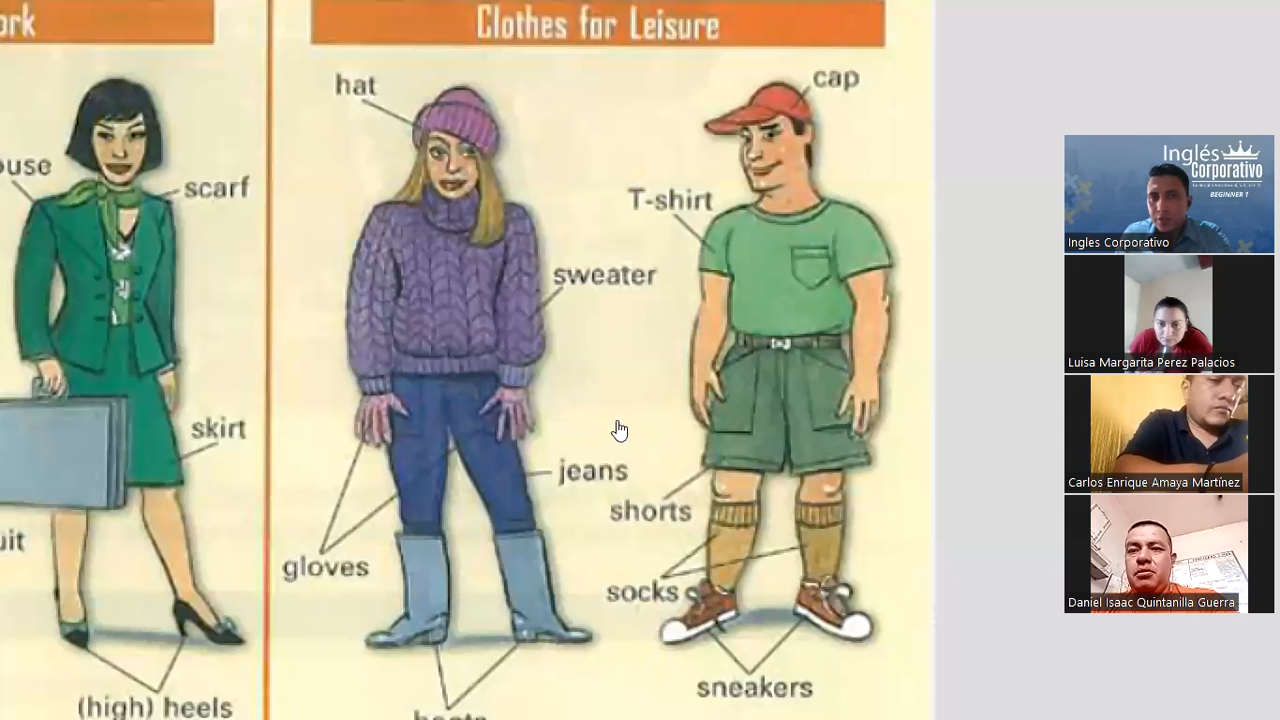 ork
Clothes for Leisure
ouse
scarf
skirt
uit
(high) heels
hat
sweater
jeans
gloves
boots
cap
T-shirt
shorts
socks
sneakers
Inglés
Corporativo
BEGINNER 1
Ingles Corporativo
Luisa Margarita Perez Palacios
Carlos Enrique Amaya Martínez
Daniel Isaac Quintanilla Guerra